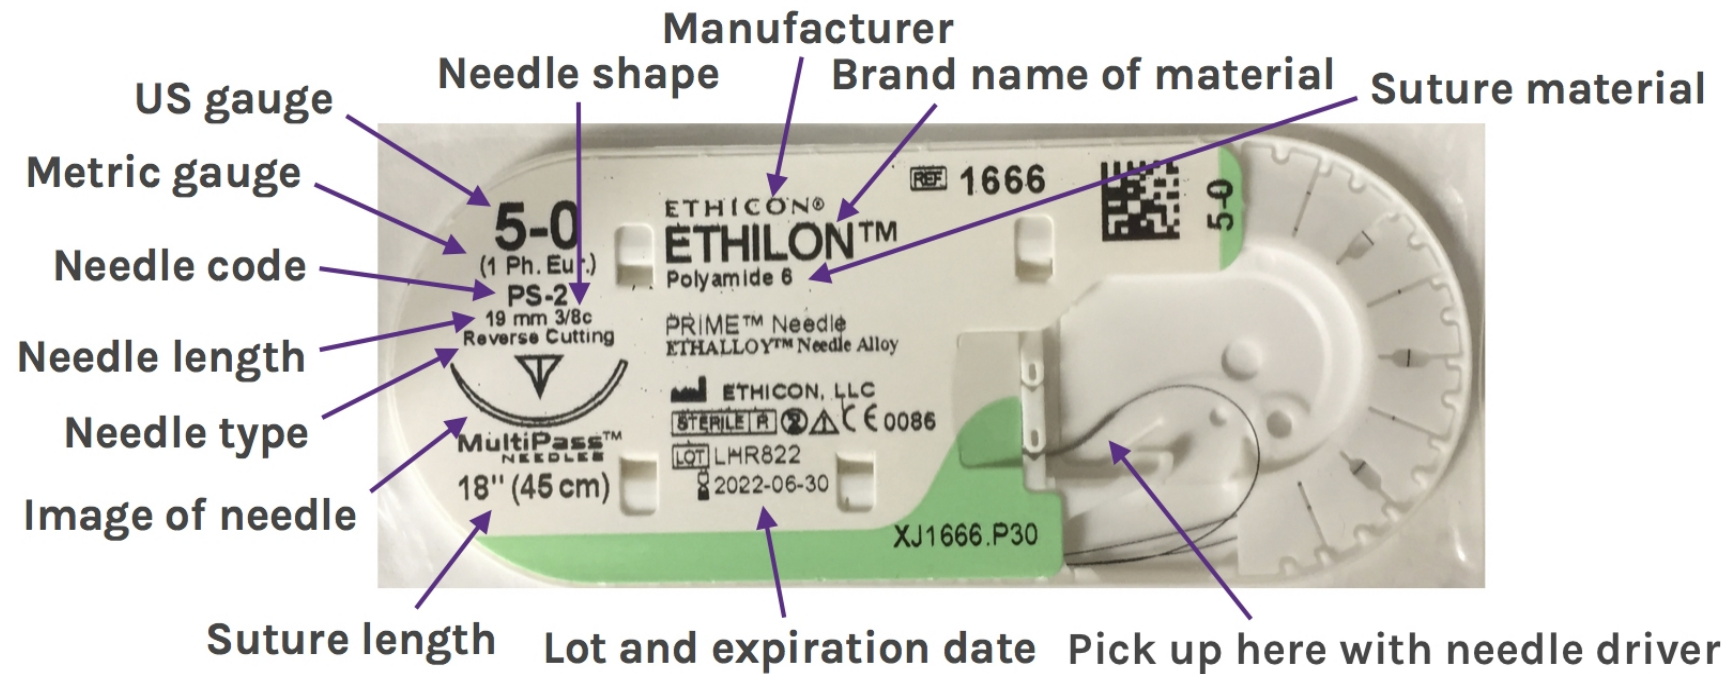 Manufacturer
Needle shape
Brand name of material
Suture material
US gauge
Metric gauge
Needle code
Needle length
Needle type
Image of needle
Suture length
Lot and expiration date
Pick up here with needle driver
5-0
(1 Ph. Eur.)
PS-2
19 mm 3/8c
Reverse Cutting
MultiPass™
NEEDLES
18" (45 cm)
ETHICON®
ETHILON™
Polyamide 6
PRIME™ Needle
ETHALLOY™ Needle Alloy
ETHICON, LLC
STERILE R 2 CE 0086
LOT LHR822
2022-06-30
REF 1666
5-0
XJ1666.P30